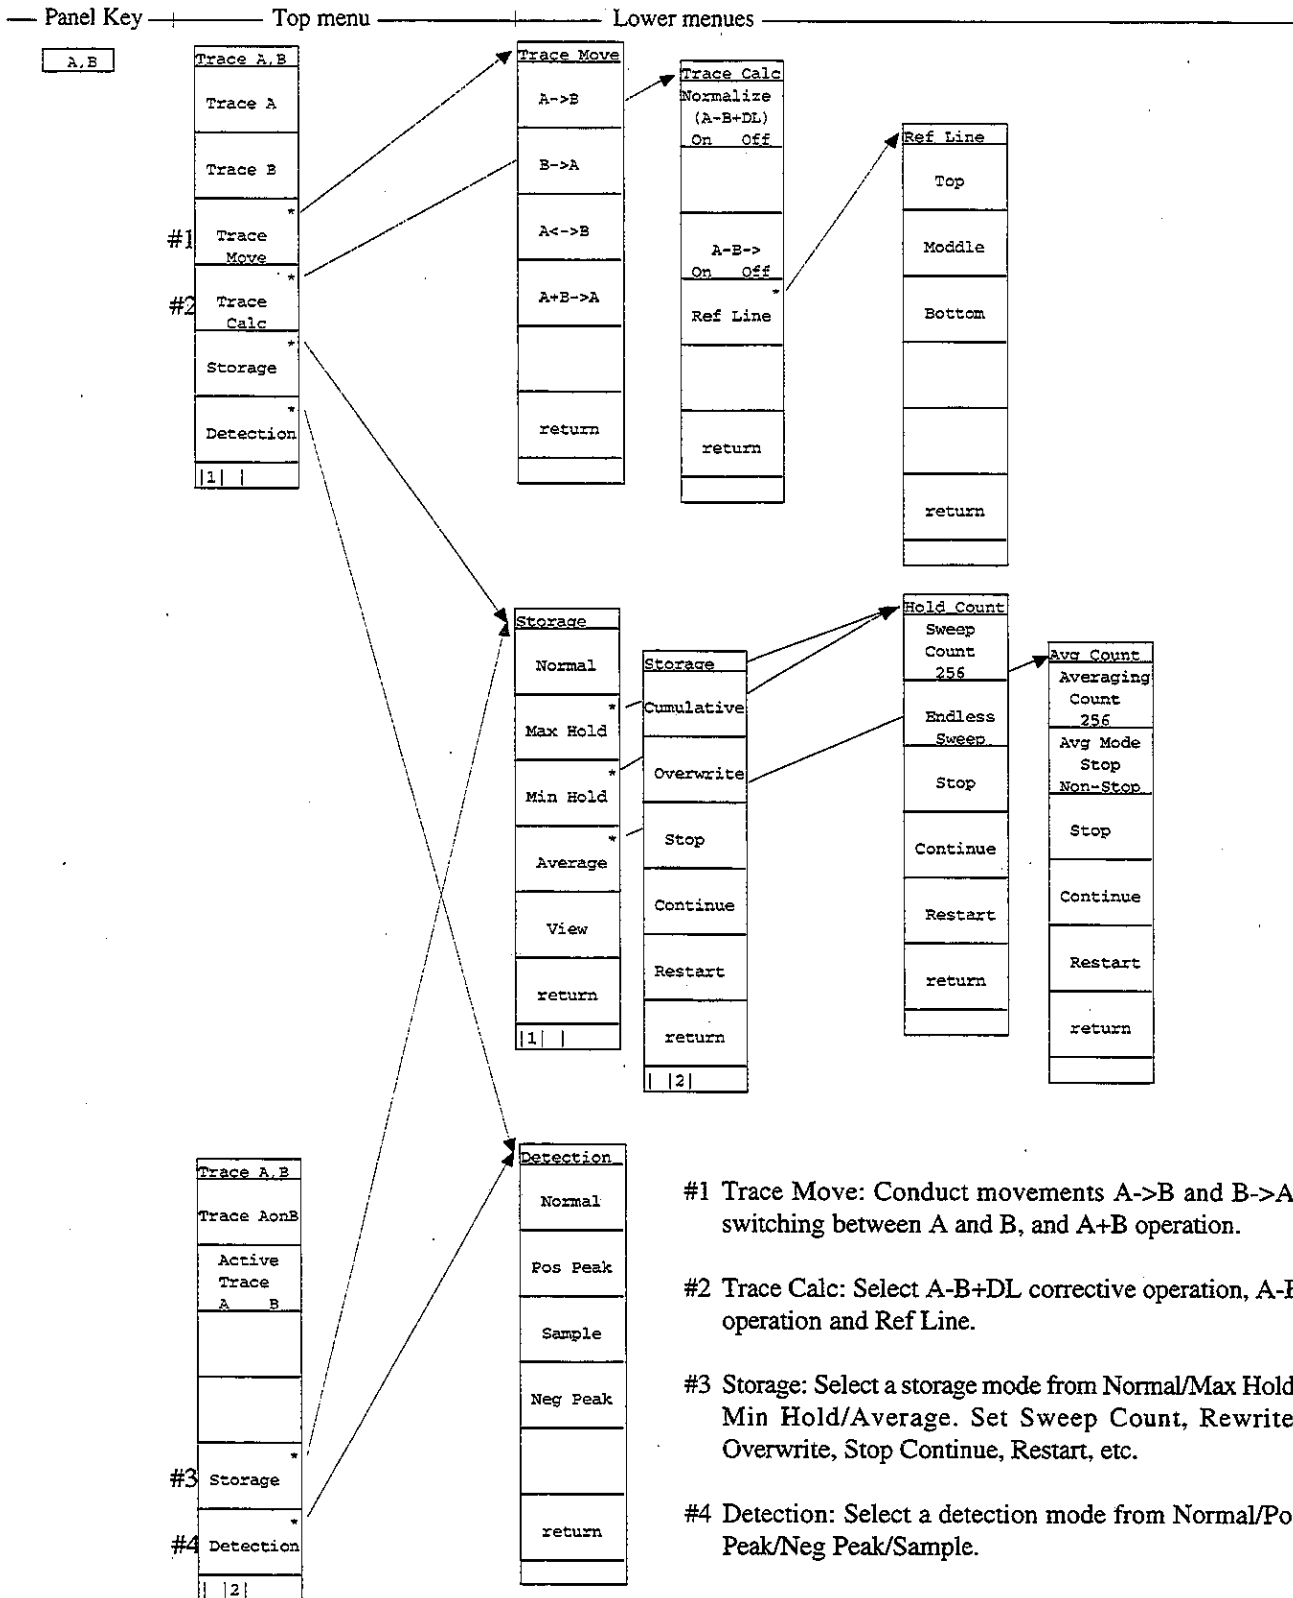 Panel Key
Top menu
Lower menues
A,B
Trace A,B
Trace A
Trace B
*
#1 Trace
Move
*
#2 Trace
Calc
*
Storage
*
Detection
|1| |
Trace Move
A->B
B->A
A<->B
A+B->A
return
Trace Calc
Normalize
(A-B+DL)
On Off
A-B->
On Off
*
Ref Line
return
Ref Line
Top
Moddle
Bottom
return
Storage
Normal
*
Max Hold
*
Min Hold
*
Average
View
return
|1| |
Storage
Cumulative
Overwrite
Stop
Continue
Restart
return
| |2|
Hold Count
Sweep
Count
256
Endless
Sweep
Stop
Continue
Restart
return
Avg Count
Averaging
Count
256
Avg Mode
Stop
Non-Stop
Stop
Continue
Restart
return
Trace A,B
Trace AonB
Active
Trace
A B
*
#3 Storage
*
#4 Detection
| |2|
Detection
Normal
Pos Peak
Sample
Neg Peak
return
#1 Trace Move: Conduct movements A->B and B->A
switching between A and B, and A+B operation.
#2 Trace Calc: Select A-B+DL corrective operation, A-B
operation and Ref Line.
#3 Storage: Select a storage mode from Normal/Max Hold
Min Hold/Average. Set Sweep Count, Rewrite
Overwrite, Stop Continue, Restart, etc.
#4 Detection: Select a detection mode from Normal/Po
Peak/Neg Peak/Sample.